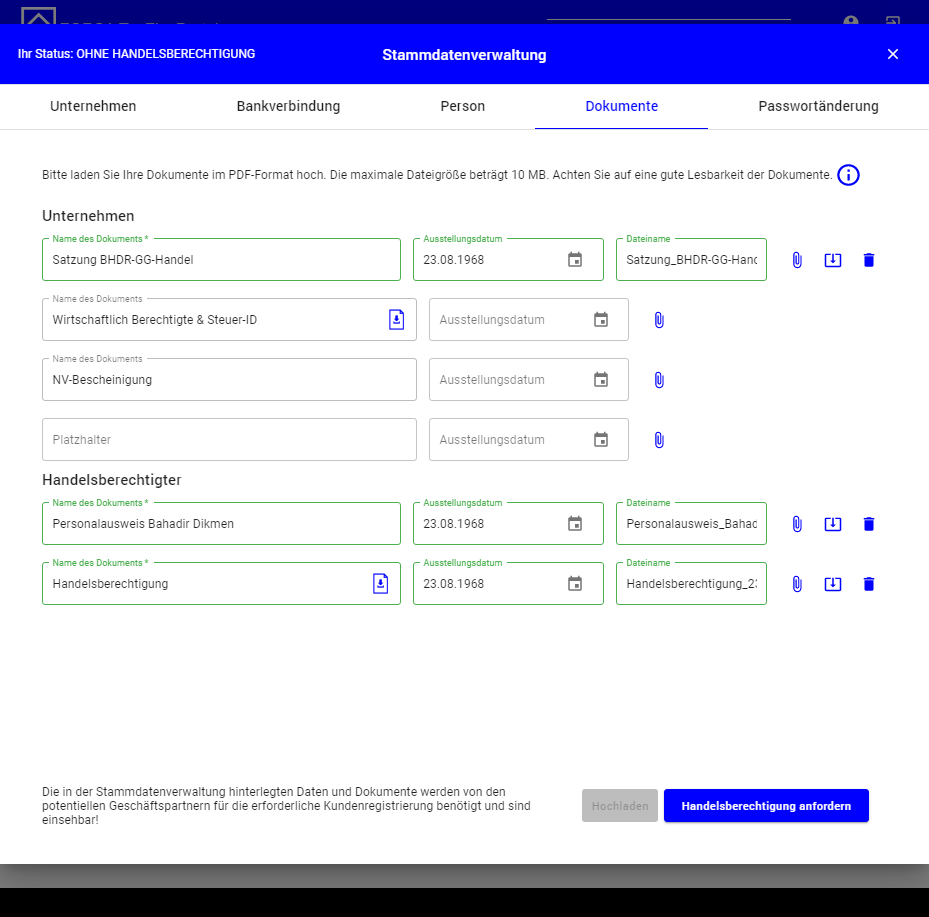 Ihr Status: OHNE HANDELSBERECHTIGUNG
Stammdatenverwaltung
Unternehmen Bankverbindung Person Dokumente Passwortänderung
Bitte laden Sie Ihre Dokumente im PDF-Format hoch. Die maximale Dateigröße beträgt 10 MB. Achten Sie auf eine gute Lesbarkeit der Dokumente.
Unternehmen
Name des Dokuments * Ausstellungsdatum Dateiname
Satzung BHDR-GG-Handel 23.08.1968 Satzung_BHDR-GG-Hand
Name des Dokuments
Wirtschaftlich Berechtigte & Steuer-ID Ausstellungsdatum
Name des Dokuments
NV-Bescheinigung Ausstellungsdatum
Platzhalter Ausstellungsdatum
Handelsberechtigter
Name des Dokuments * Ausstellungsdatum Dateiname
Personalausweis Bahadir Dikmen 23.08.1968 Personalausweis_Bahad
Name des Dokuments * Ausstellungsdatum Dateiname
Handelsberechtigung 23.08.1968 Handelsberechtigung_23
Die in der Stammdatenverwaltung hinterlegten Daten und Dokumente werden von den
potentiellen Geschäftspartnern für die erforderliche Kundenregistrierung benötigt und sind
einsehbar!
Hochladen Handelsberechtigung anfordern